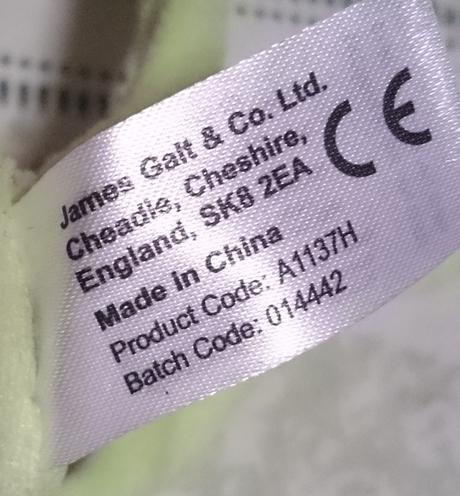 James Galt & Co. Ltd.
Cheadle, Cheshire,
England, SK8 2EA
CE
Made in China
Product Code: A1137H
Batch Code: 014442